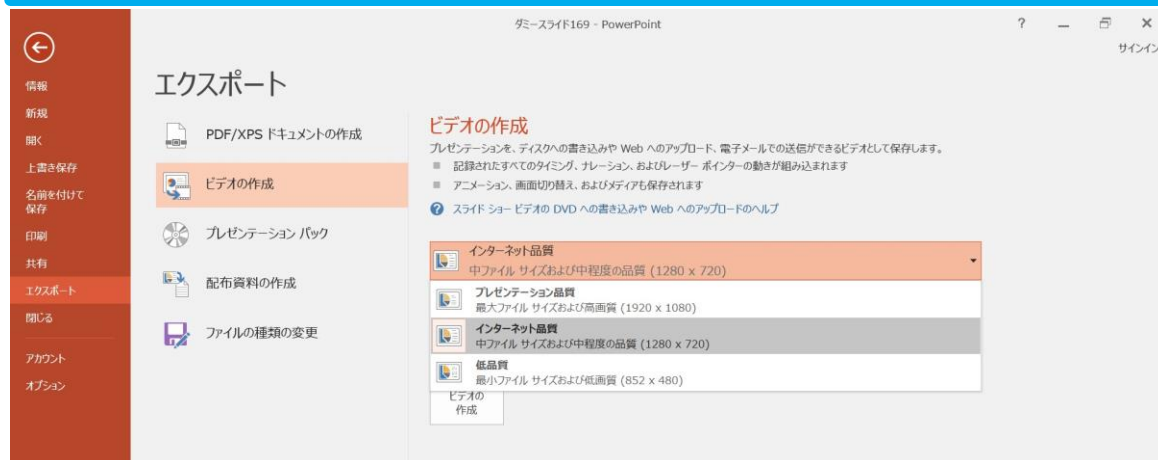 ダミースライド169 - PowerPoint
?
サインイン
情報
新規
開く
上書き保存
名前を付けて
保存
印刷
共有
エクスポート
閉じる
アカウント
オプション
エクスポート
PDF/XPS ドキュメントの作成
ビデオの作成
プレゼンテーション パック
配布資料の作成
ファイルの種類の変更
ビデオの作成
プレゼンテーションを、ディスクへの書き込みや Web へのアップロード、電子メールでの送信ができるビデオとして保存します。
記録されたすべてのタイミング、ナレーション、およびレーザー ポインターの動きが組み込まれます
アニメーション、画面切り替え、およびメディアも保存されます
スライド ショー ビデオの DVD への書き込みや Web へのアップロードのヘルプ
インターネット品質
中ファイル サイズおよび中程度の品質 (1280 x 720)
プレゼンテーション品質
最大ファイル サイズおよび高画質 (1920 x 1080)
インターネット品質
中ファイル サイズおよび中程度の品質 (1280 x 720)
低品質
最小ファイル サイズおよび低画質 (852 x 480)
ビデオの
作成